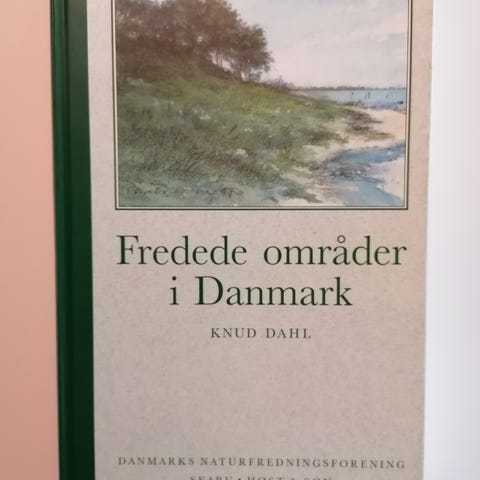 Fredede områder
i Danmark
KNUD DAHL
DANMARKS NATURFREDNINGSFORENING